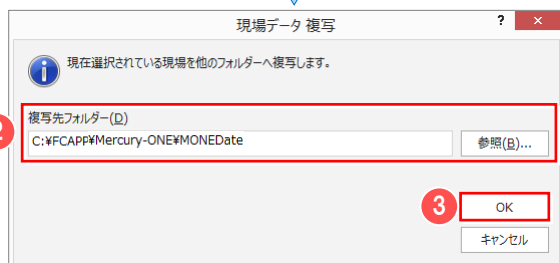 現場データ 複写
? ×
現在選択されている現場を他のフォルダーへ複写します。
複写先フォルダー(D)
2
C:¥FCAPP¥Mercury-ONE¥MONEDate
参照(B)...
3
OK
キャンセル